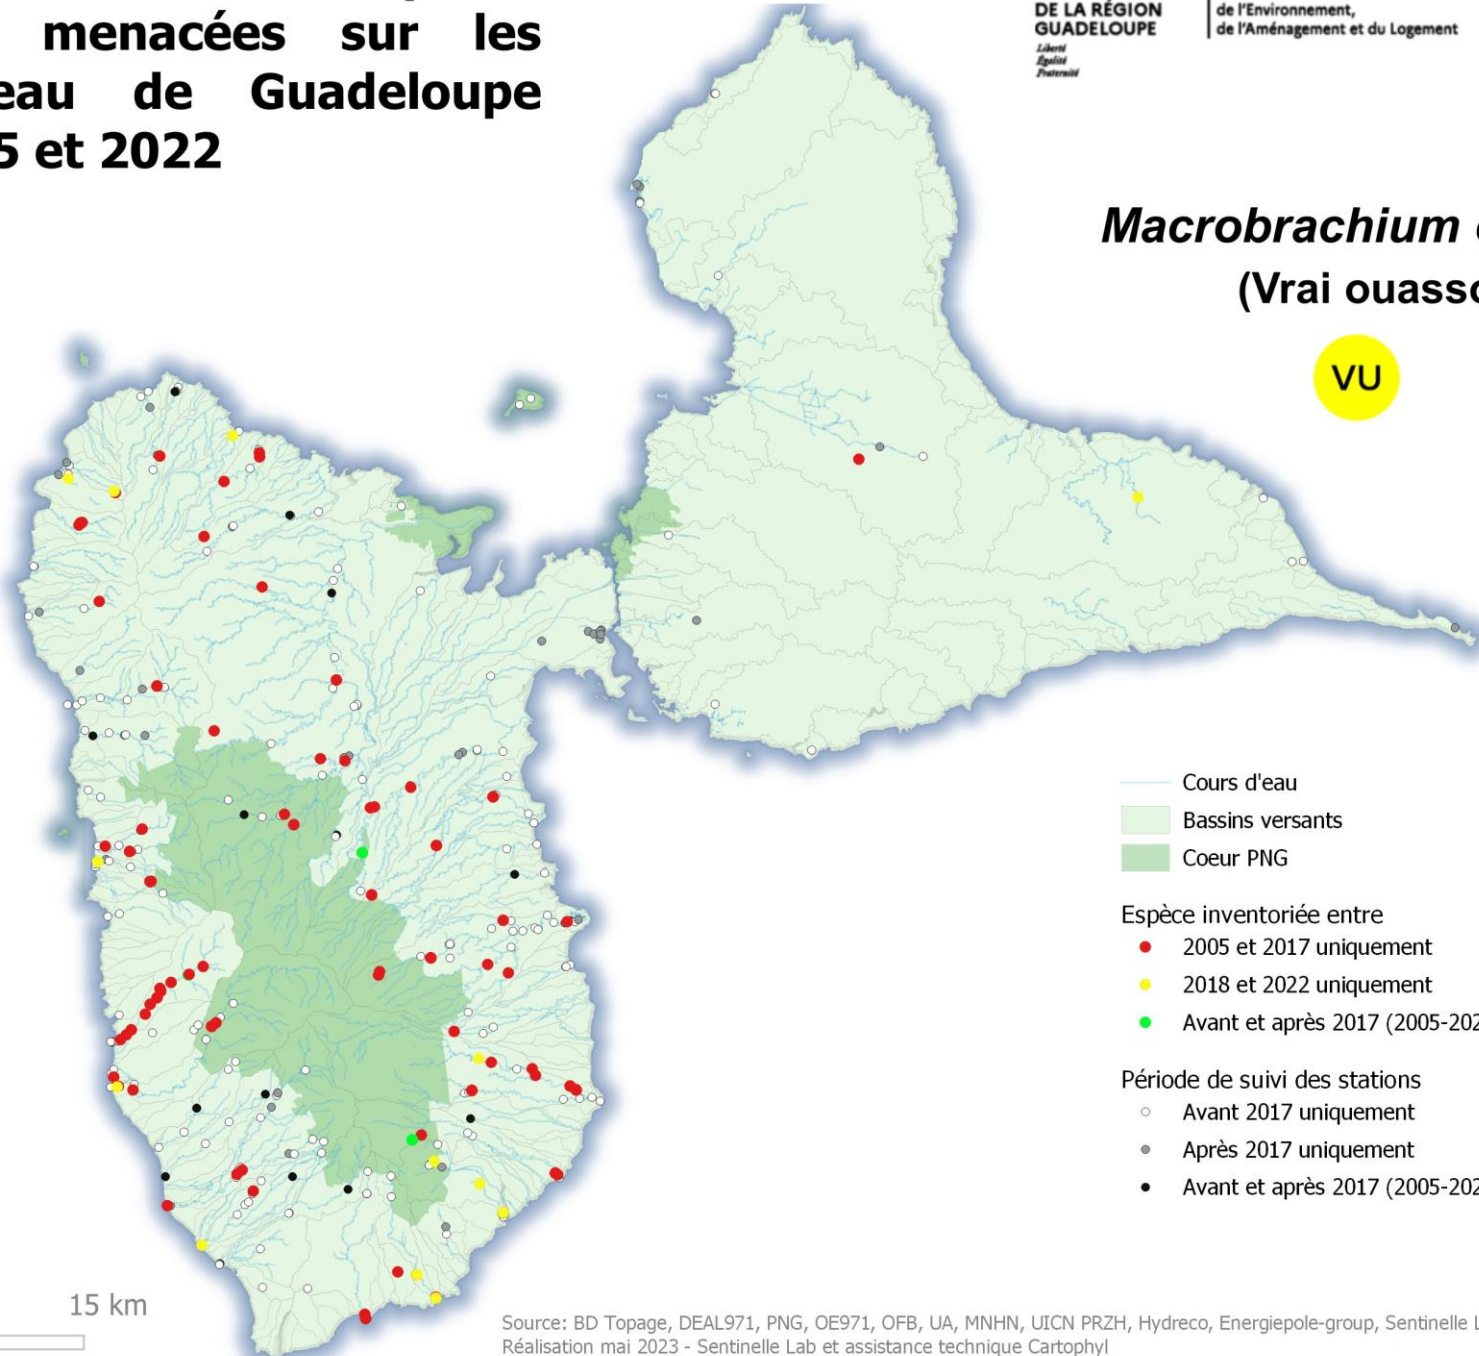 menacées sur les
eau de Guadeloupe
5 et 2022
DE LA RÉGION
GUADELOUPE
Liberté
Égalité
Fraternité
de l'Environnement,
de l'Aménagement et du Logement
Macrobrachium
(Vrai ouasso
VU
Cours d'eau
Bassins versants
Coeur PNG
Espèce inventoriée entre
2005 et 2017 uniquement
2018 et 2022 uniquement
Avant et après 2017 (2005-202
Période de suivi des stations
Avant 2017 uniquement
Après 2017 uniquement
Avant et après 2017 (2005-202
15 km
Source: BD Topage, DEAL971, PNG, OE971, OFB, UA, MNHN, UICN PRZH, Hydreco, Energiepole-group, Sentinelle L
Réalisation mai 2023 - Sentinelle Lab et assistance technique Cartophyl